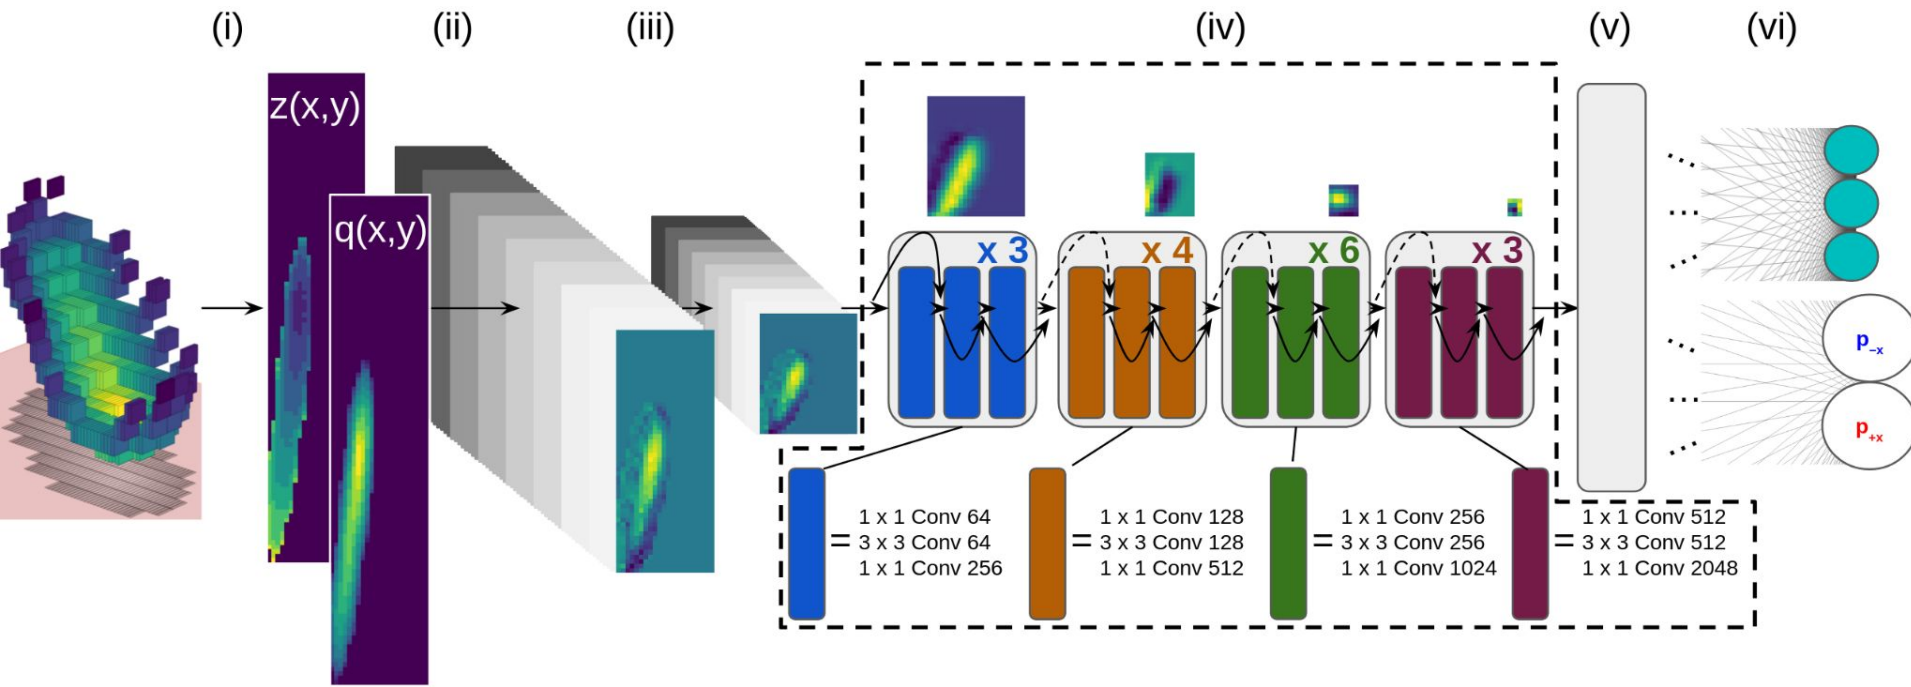 (i) (ii) (iii) (iv) (v) (vi)
z(x,y)
q(x,y)
x 3 x 4 x 6 x 3
p-x
p+x
= 1 x 1 Conv 64
3 x 3 Conv 64
1 x 1 Conv 256
= 1 x 1 Conv 128
3 x 3 Conv 128
1 x 1 Conv 512
= 1 x 1 Conv 256
3 x 3 Conv 256
1 x 1 Conv 1024
= 1 x 1 Conv 512
3 x 3 Conv 512
1 x 1 Conv 2048